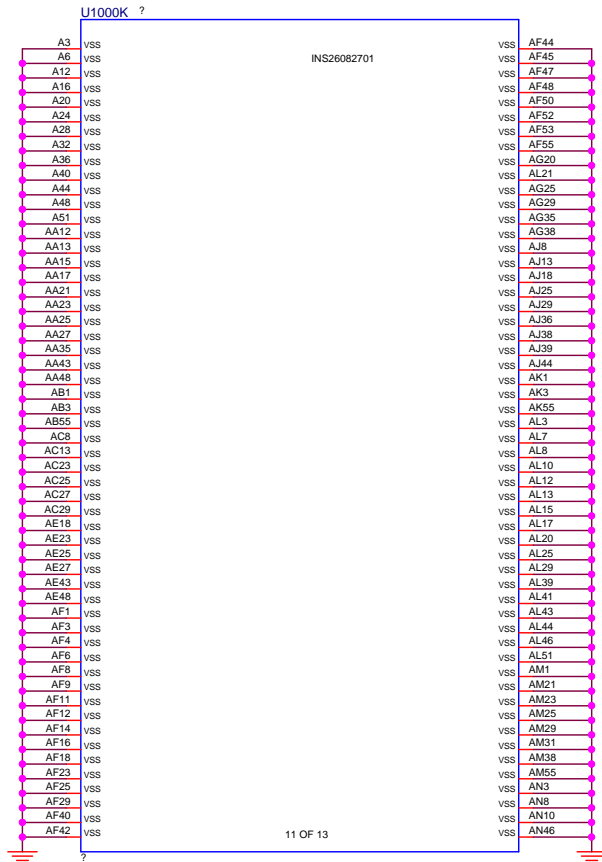 U1000K ?
A3 VSS VSS AF44
A6 VSS INS26082701 VSS AF45
A12 VSS VSS AF47
A16 VSS VSS AF48
A20 VSS VSS AF50
A24 VSS VSS AF52
A28 VSS VSS AF53
A32 VSS VSS AF55
A36 VSS VSS AG20
A40 VSS VSS AL21
A44 VSS VSS AG25
A48 VSS VSS AG29
A51 VSS VSS AG35
AA12 VSS VSS AG38
AA13 VSS VSS AJ8
AA15 VSS VSS AJ13
AA17 VSS VSS AJ18
AA21 VSS VSS AJ25
AA23 VSS VSS AJ29
AA25 VSS VSS AJ36
AA27 VSS VSS AJ38
AA35 VSS VSS AJ39
AA43 VSS VSS AJ44
AA48 VSS VSS AK1
AB1 VSS VSS AK3
AB3 VSS VSS AK55
AB55 VSS VSS AL3
AC8 VSS VSS AL7
AC13 VSS VSS AL8
AC23 VSS VSS AL10
AC25 VSS VSS AL12
AC27 VSS VSS AL13
AC29 VSS VSS AL15
AE18 VSS VSS AL17
AE23 VSS VSS AL20
AE25 VSS VSS AL25
AE27 VSS VSS AL29
AE43 VSS VSS AL39
AE48 VSS VSS AL41
AF1 VSS VSS AL43
AF3 VSS VSS AL44
AF4 VSS VSS AL46
AF6 VSS VSS AL51
AF8 VSS VSS AM1
AF9 VSS VSS AM21
AF11 VSS VSS AM23
AF12 VSS VSS AM25
AF14 VSS VSS AM29
AF16 VSS VSS AM31
AF18 VSS VSS AM38
AF23 VSS VSS AM55
AF25 VSS VSS AN3
AF29 VSS VSS AN8
AF40 VSS VSS AN10
AF42 VSS 11 OF 13 VSS AN46
?